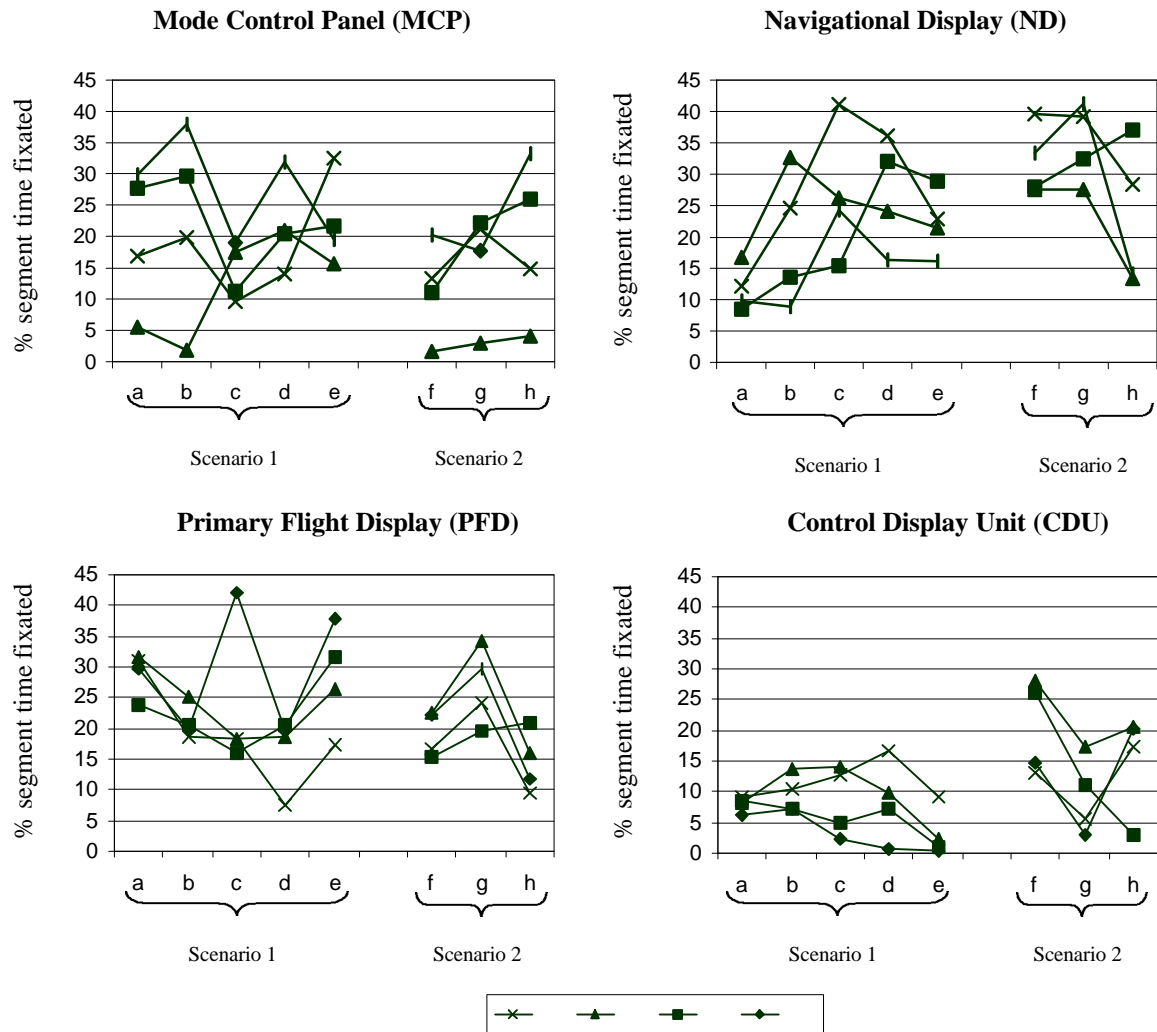 Mode Control Panel (MCP)
% segment time fixated
45
40
35
30
25
20
15
10
5
0
a b c d e f g h
Scenario 1 Scenario 2
Navigational Display (ND)
% segment time fixated
45
40
35
30
25
20
15
10
5
0
a b c d e f g h
Scenario 1 Scenario 2
Primary Flight Display (PFD)
% segment time fixated
45
40
35
30
25
20
15
10
5
0
a b c d e f g h
Scenario 1 Scenario 2
Control Display Unit (CDU)
% segment time fixated
45
40
35
30
25
20
15
10
5
0
a b c d e f g h
Scenario 1 Scenario 2